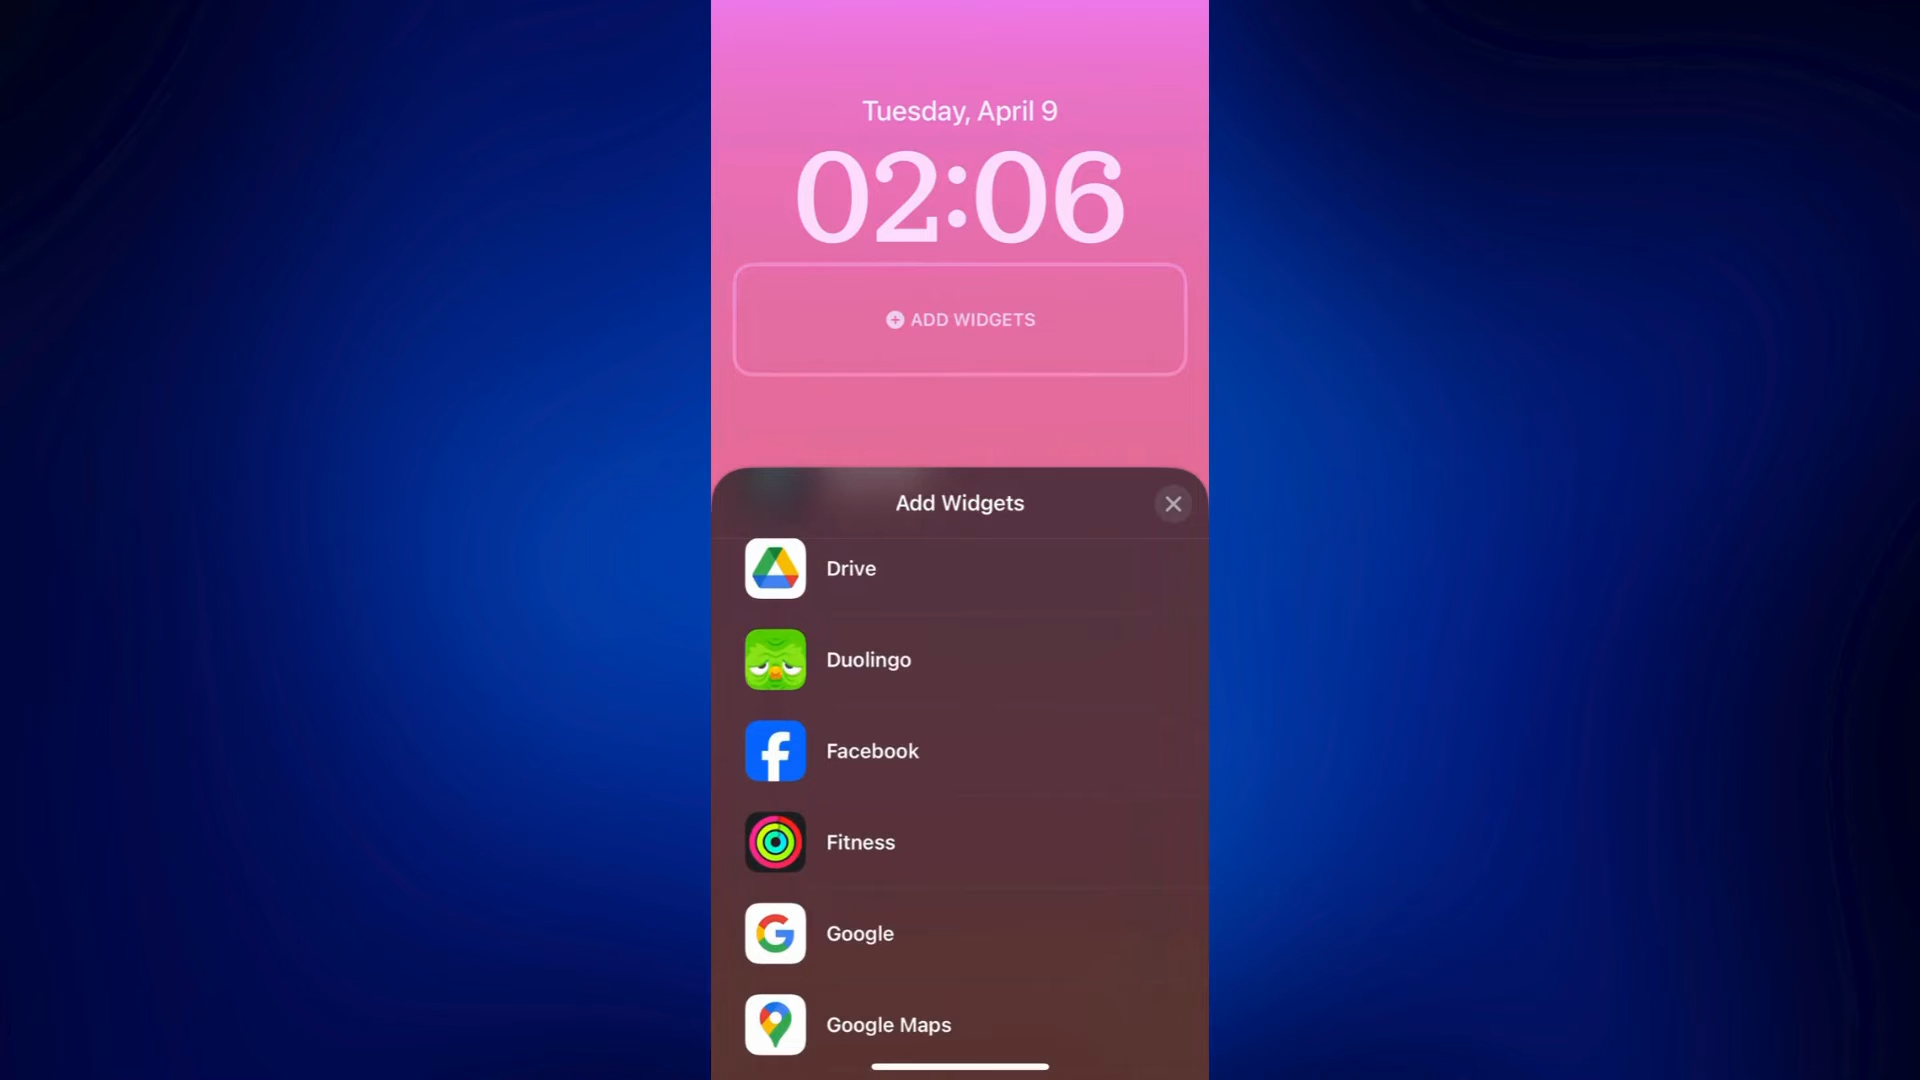 Tuesday, April 9
02:06
ADD WIDGETS
Add Widgets
Drive
Duolingo
Facebook
Fitness
Google
Google Maps